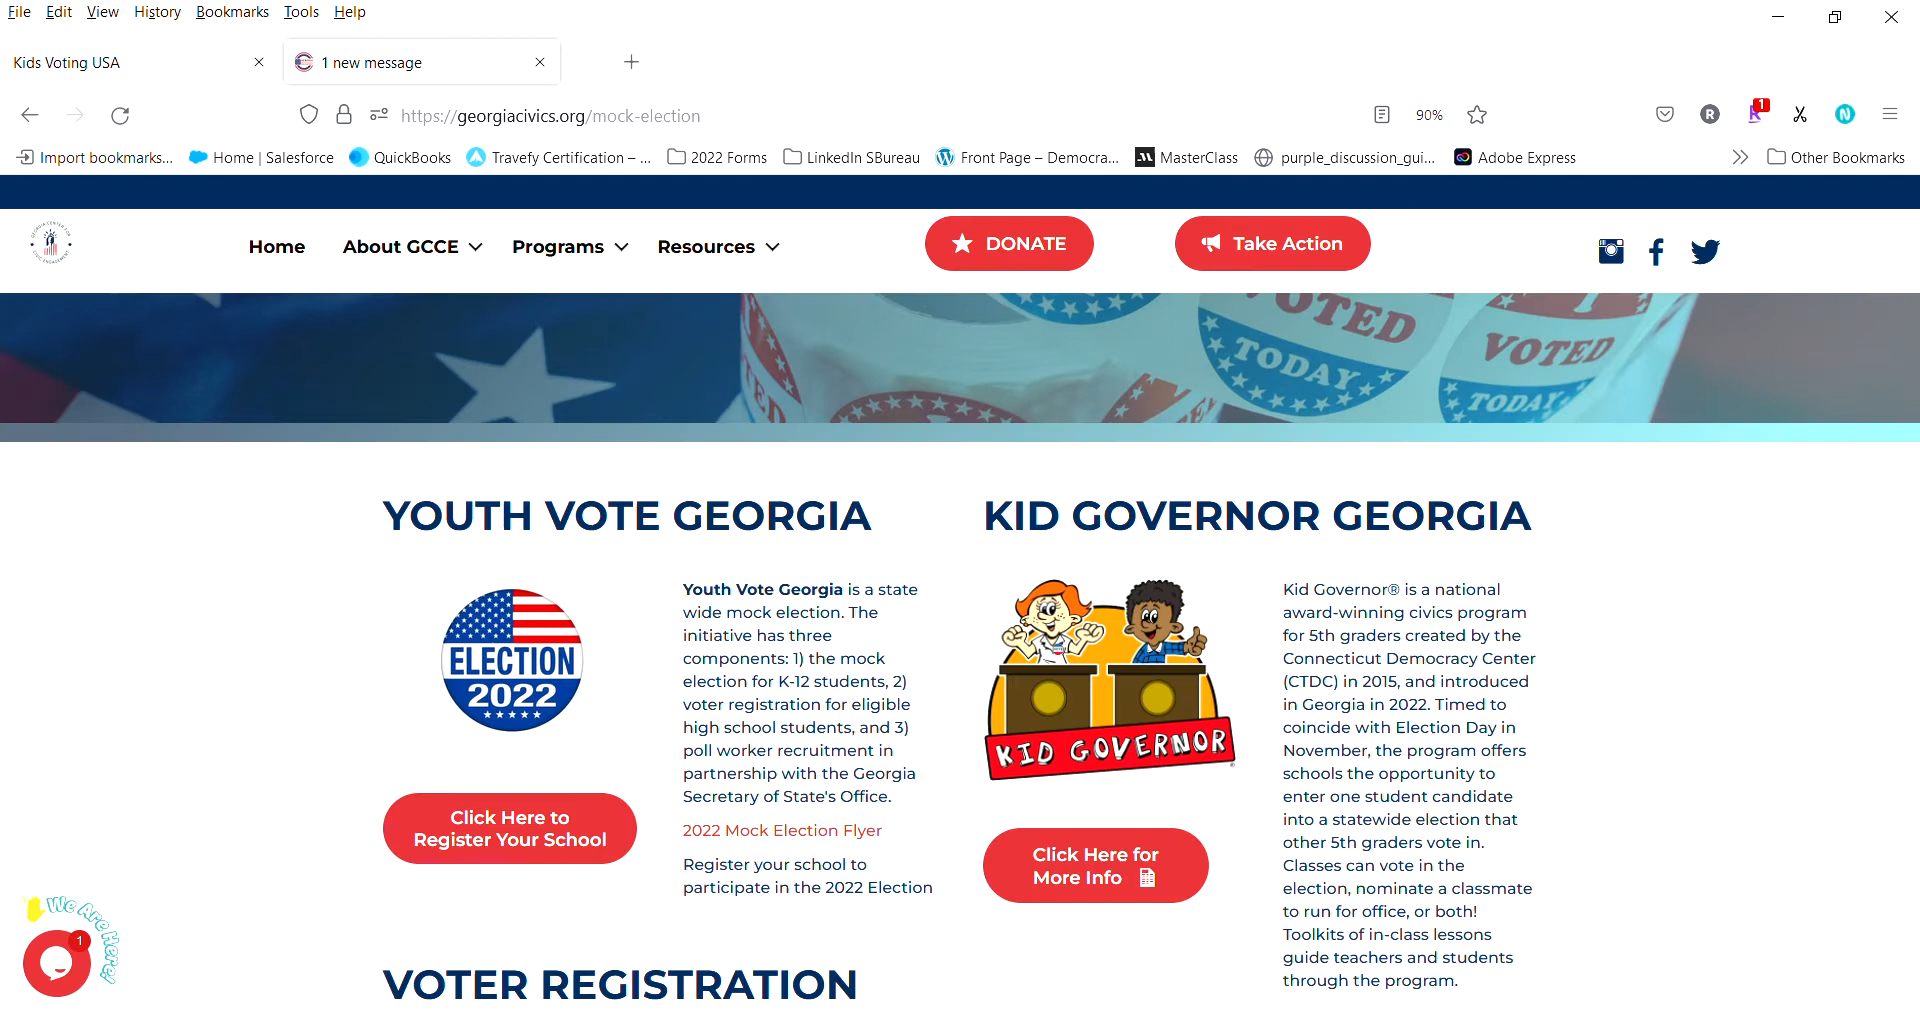 File Edit View History Bookmarks Tools Help
Kids Voting USA
1 new message
https://georgiacivics.org/mock-election
90%
R
1
N
Import bookmarks...
Home | Salesforce
QuickBooks
Travefy Certification – ...
2022 Forms
LinkedIn SBureau
Front Page – Democra...
MasterClass
purple_discussion_gui...
Adobe Express
Other Bookmarks
GEORGIA CENTER FOR
CIVIC ENGAGEMENT
Home
About GCCE
Programs
Resources
DONATE
Take Action
VOTED
TODAY
VOTED
TODAY
YOUTH VOTE GEORGIA
ELECTION
2022
Click Here to
Register Your School
Youth Vote Georgia is a state
wide mock election. The
initiative has three
components: 1) the mock
election for K-12 students, 2)
voter registration for eligible
high school students, and 3)
poll worker recruitment in
partnership with the Georgia
Secretary of State's Office.
2022 Mock Election Flyer
Register your school to
participate in the 2022 Election
KID GOVERNOR GEORGIA
KID GOVERNOR
®
Click Here for
More Info
Kid Governor® is a national
award-winning civics program
for 5th graders created by the
Connecticut Democracy Center
(CTDC) in 2015, and introduced
in Georgia in 2022. Timed to
coincide with Election Day in
November, the program offers
schools the opportunity to
enter one student candidate
into a statewide election that
other 5th graders vote in.
Classes can vote in the
election, nominate a classmate
to run for office, or both!
Toolkits of in-class lessons
guide teachers and students
through the program.
We Are Here!
1
VOTER REGISTRATION